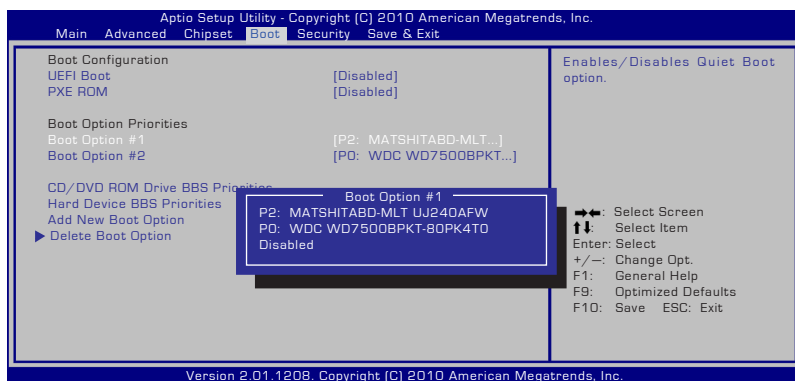 Aptio Setup Utility - Copyright (C) 2010 American Megatrends, Inc.
Main Advanced Chipset Boot Security Save & Exit
Boot Configuration
UEFI Boot [Disabled]
PXE ROM [Disabled]
Boot Option Priorities
Boot Option #1 [P2: MATSHITABD-MLT...]
Boot Option #2 [P0: WDC WD7500BPKT...]
CD/DVD ROM Drive BBS Priorities
Hard Device BBS Priorities
Add New Boot Option
Delete Boot Option
Boot Option #1
P2: MATSHITABD-MLT UJ240AFW
P0: WDC WD7500BPKT-80PK4T0
Disabled
Enables/Disables Quiet Boot
option.
→←: Select Screen
↑↓: Select Item
Enter: Select
+/—: Change Opt.
F1: General Help
F9: Optimized Defaults
F10: Save ESC: Exit
Version 2.01.1208. Copyright (C) 2010 American Megatrends, Inc.